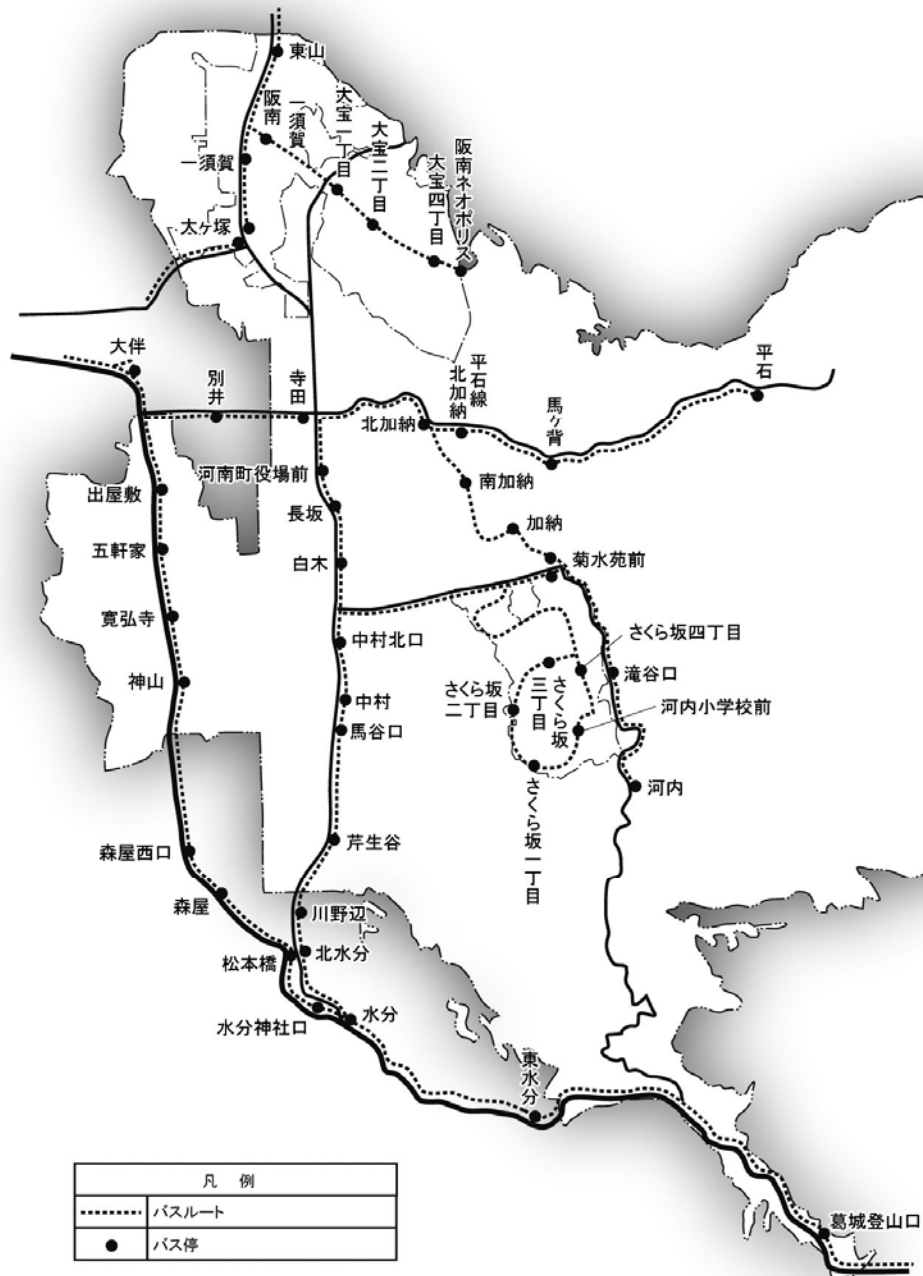 東山
阪南
一須賀
大宝一丁目
大宝二丁目
大宝四丁目
阪南ネオポリス
一須賀
太ヶ塚
大伴
別井
寺田
北加納
平石線
北加納
馬ヶ背
平石
河南町役場前
南加納
出屋敷
長坂
加納
五軒家
白木
菊水苑前
寛弘寺
中村北口
さくら坂四丁目
滝谷口
神山
さくら坂
二丁目
さくら坂
三丁目
中村
河内小学校前
馬谷口
河内
さくら坂一丁目
芹生谷
森屋西口
森屋
川野辺
北水分
松本橋
水分神社口
水分
東水分
葛城登山口
凡 例
バスルート
バス停